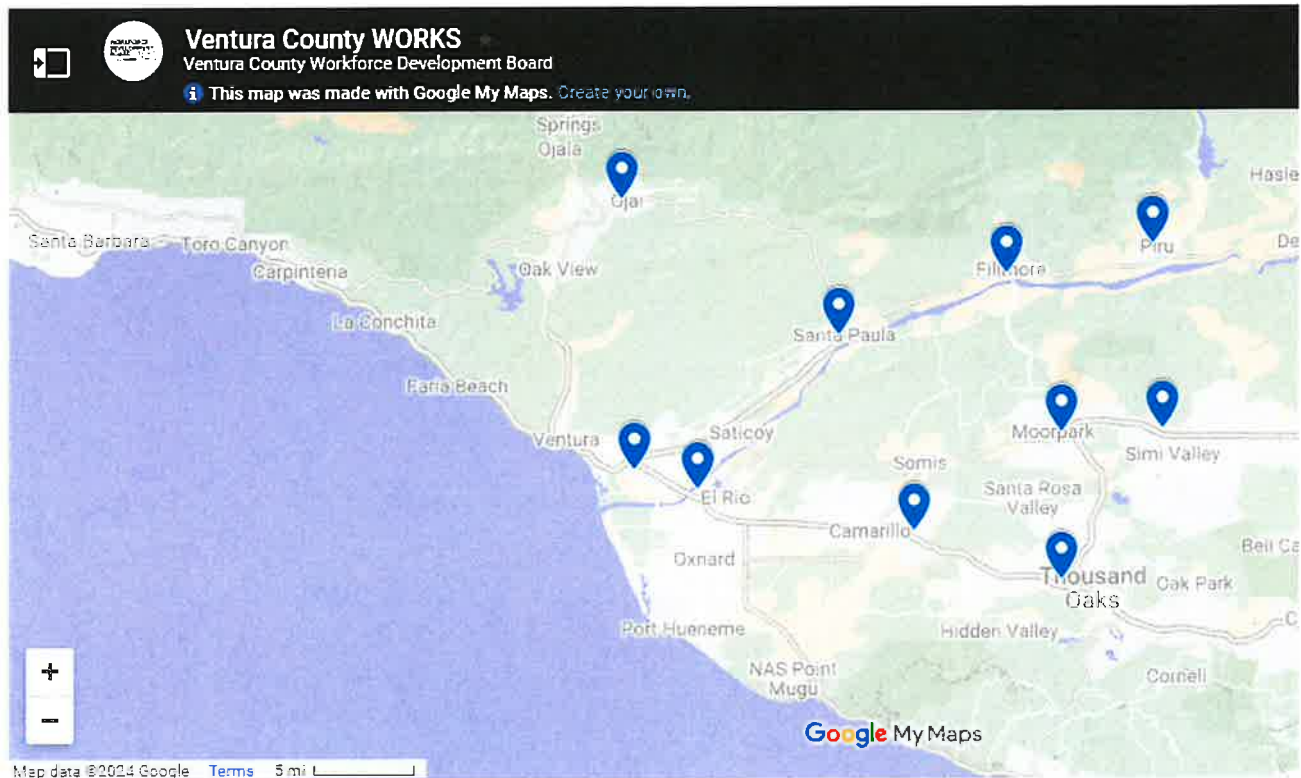 Ventura County WORKS
Ventura County Workforce Development Board
This map was made with Google My Maps. Create your own.
Springs
Ojala
Ojai
Hasle
Santa Barbara
Toro Canyon
Piru
De
Carpinteria
Oak View
Fillmore
La Conchita
Santa Paula
Faria Beach
Ventura
Saticoy
Moorpark
Simi Valley
Somis
Santa Rosa
Valley
El Rio
Camarillo
Oxnard
Bell Ca
Thousand
Oaks
Oak Park
Port Hueneme
Hidden Valley
C
NAS Point
Mugu
Cornell
Google My Maps
Map data ©2024 Google Terms 5 mi